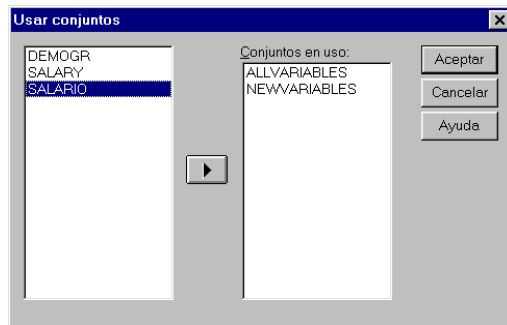 Usar conjuntos
DEMOGR
SALARY
SALARIO
Conjuntos en uso:
ALLVARIABLES
NEWVARIABLES
Aceptar
Cancelar
Ayuda